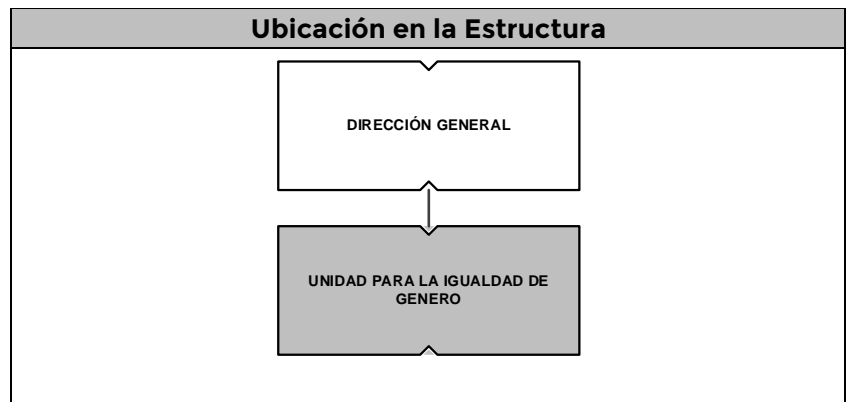 Ubicación en la Estructura
DIRECCIÓN GENERAL
UNIDAD PARA LA IGUALDAD DE
GENERO